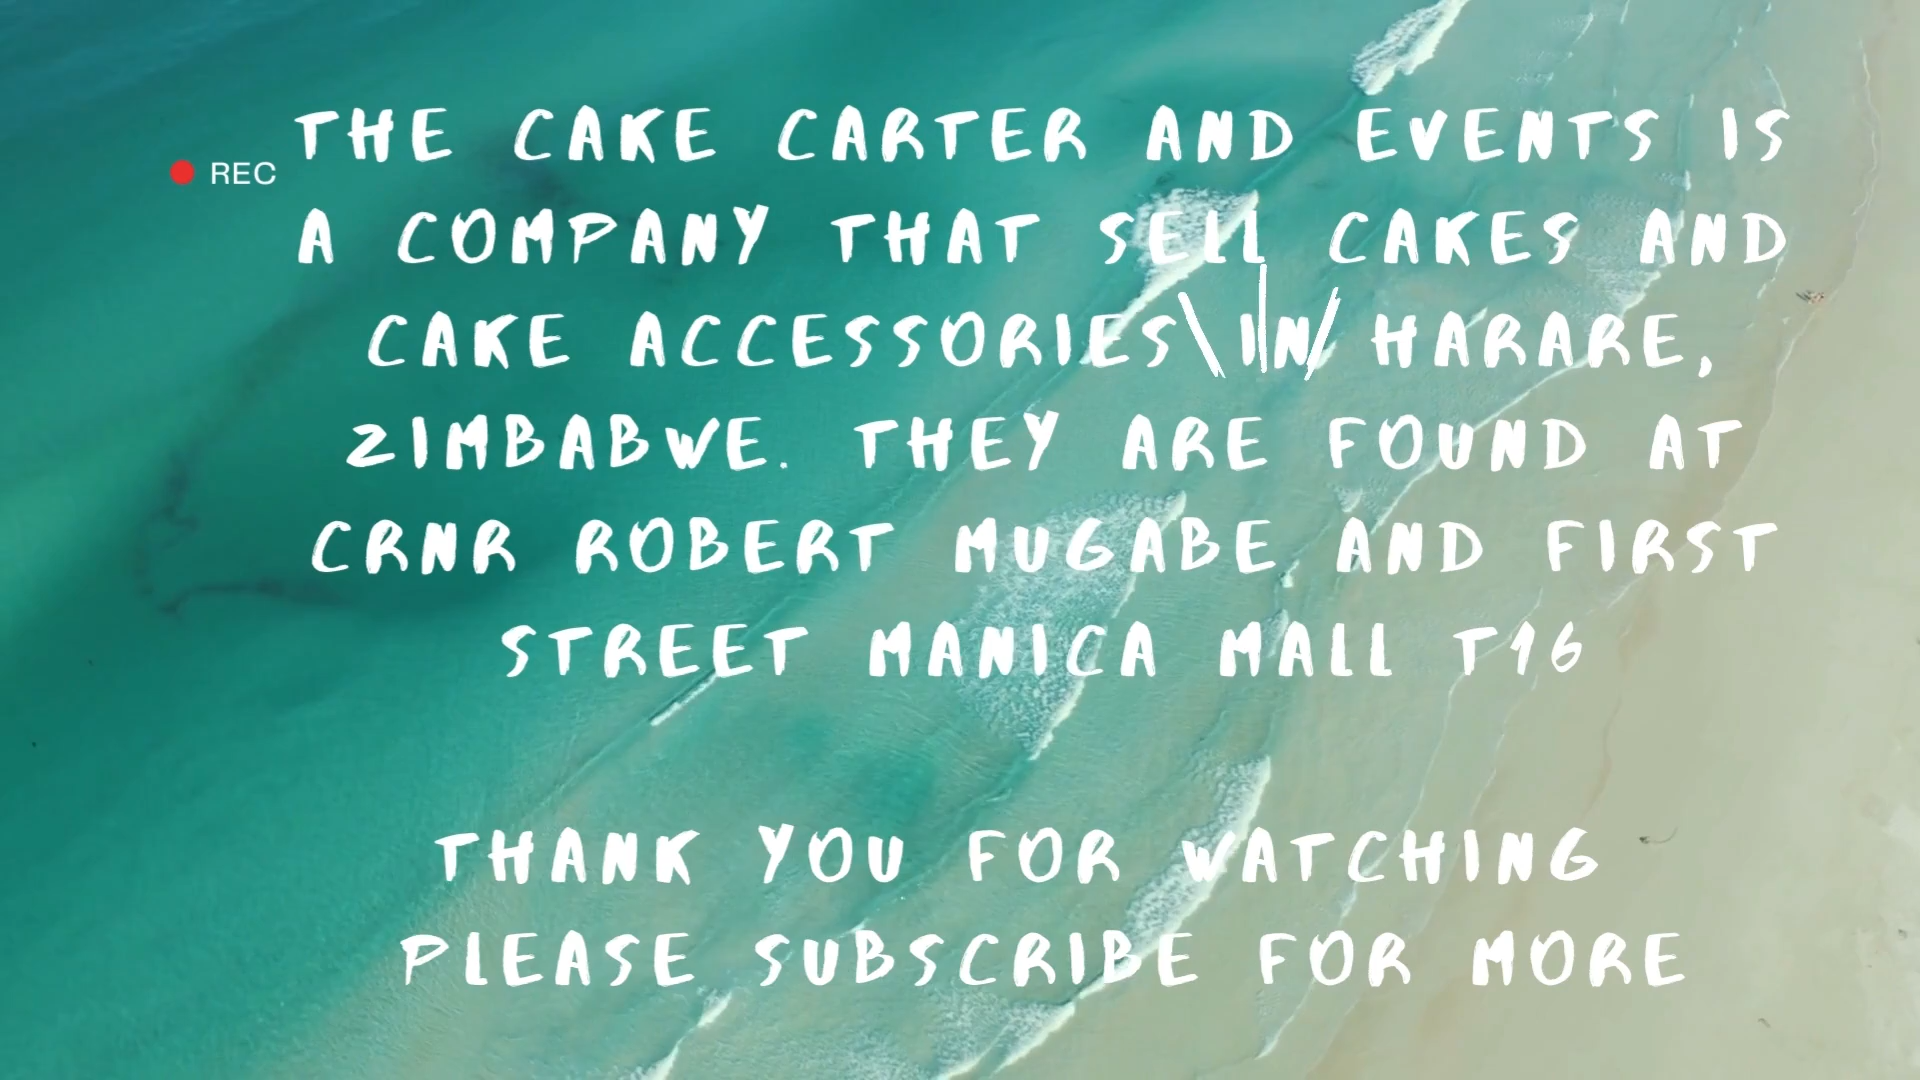 REC
THE CAKE CARTER AND EVENTS IS
A COMPANY THAT SELL CAKES AND
CAKE ACCESSORIES IN HARARE,
ZIMBABWE. THEY ARE FOUND AT
CRNR ROBERT MUGABE AND FIRST
STREET MANICA MALL T16
THANK YOU FOR WATCHING
PLEASE SUBSCRIBE FOR MORE